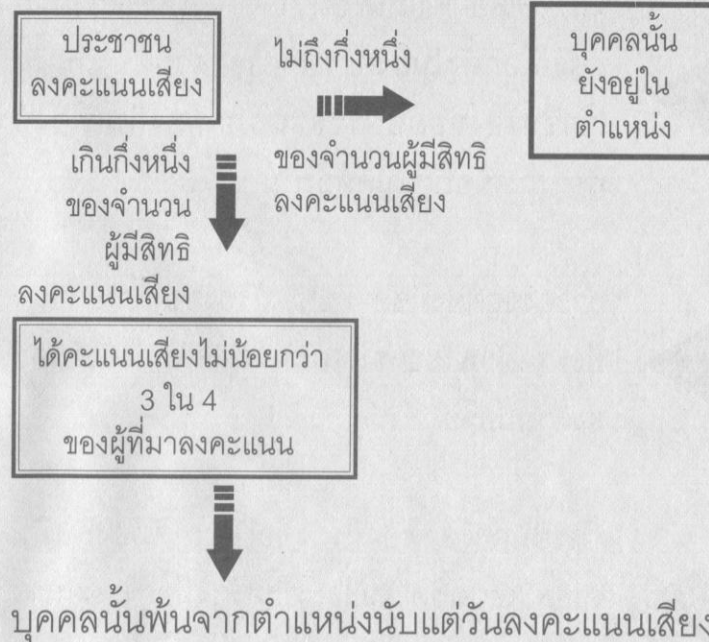 ประชาชน
ลงคะแนนเสียง
ไม่ถึงกึ่งหนึ่ง
ของจำนวนผู้มีสิทธิ
ลงคะแนนเสียง
บุคคลนั้น
ยังอยู่ใน
ตำแหน่ง
เกินกึ่งหนึ่ง
ของจำนวน
ผู้มีสิทธิ
ลงคะแนนเสียง
ได้คะแนนเสียงไม่น้อยกว่า
3 ใน 4
ของผู้ที่มาลงคะแนน
บุคคลนั้นพ้นจากตำแหน่งนับแต่วันลงคะแนนเสียง